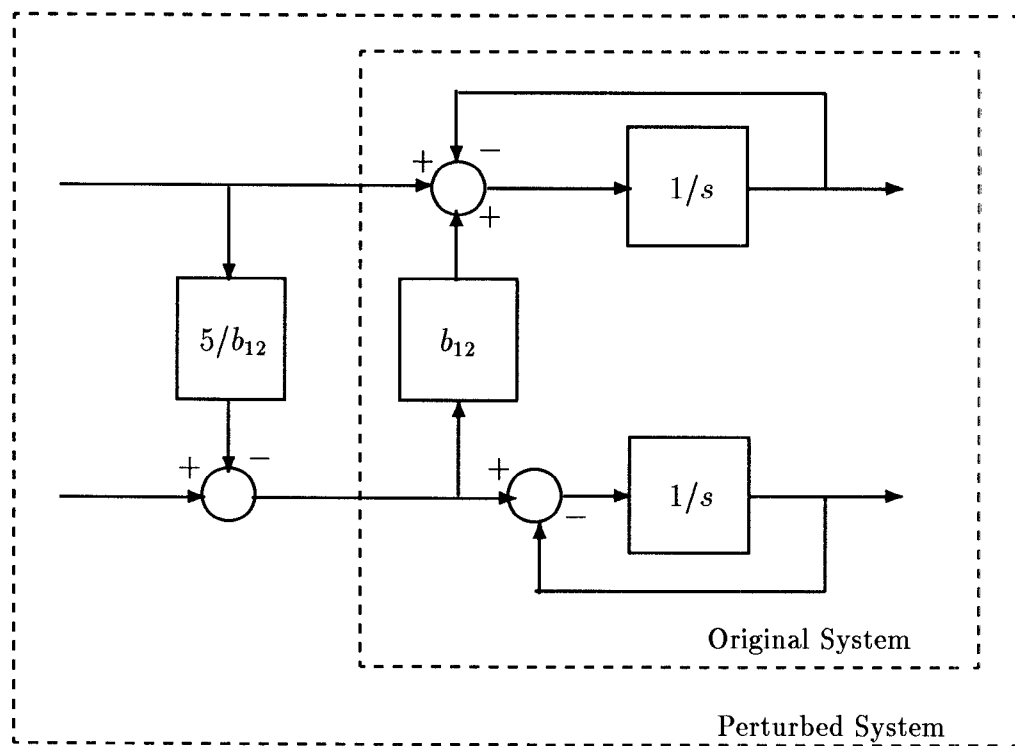 −
+
1/s
+
5/b₁₂
b₁₂
+
−
+
1/s
−
Original System
Perturbed System